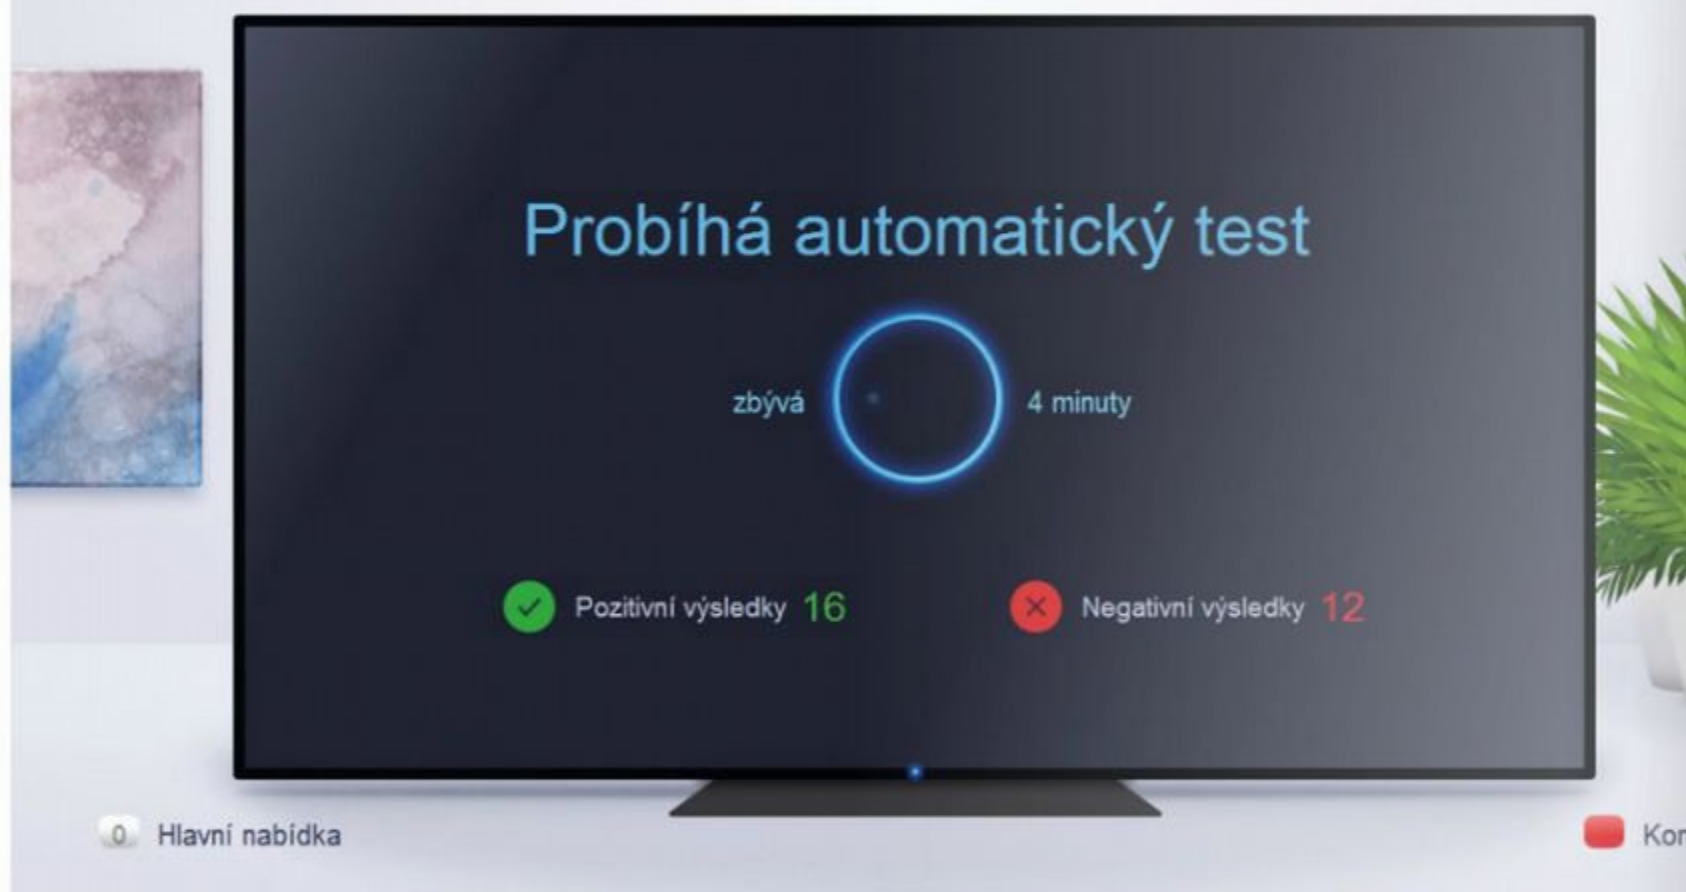 Probíhá automatický test
zbývá 4 minuty
Pozitivní výsledky 16 Negativní výsledky 12
0 Hlavní nabídka